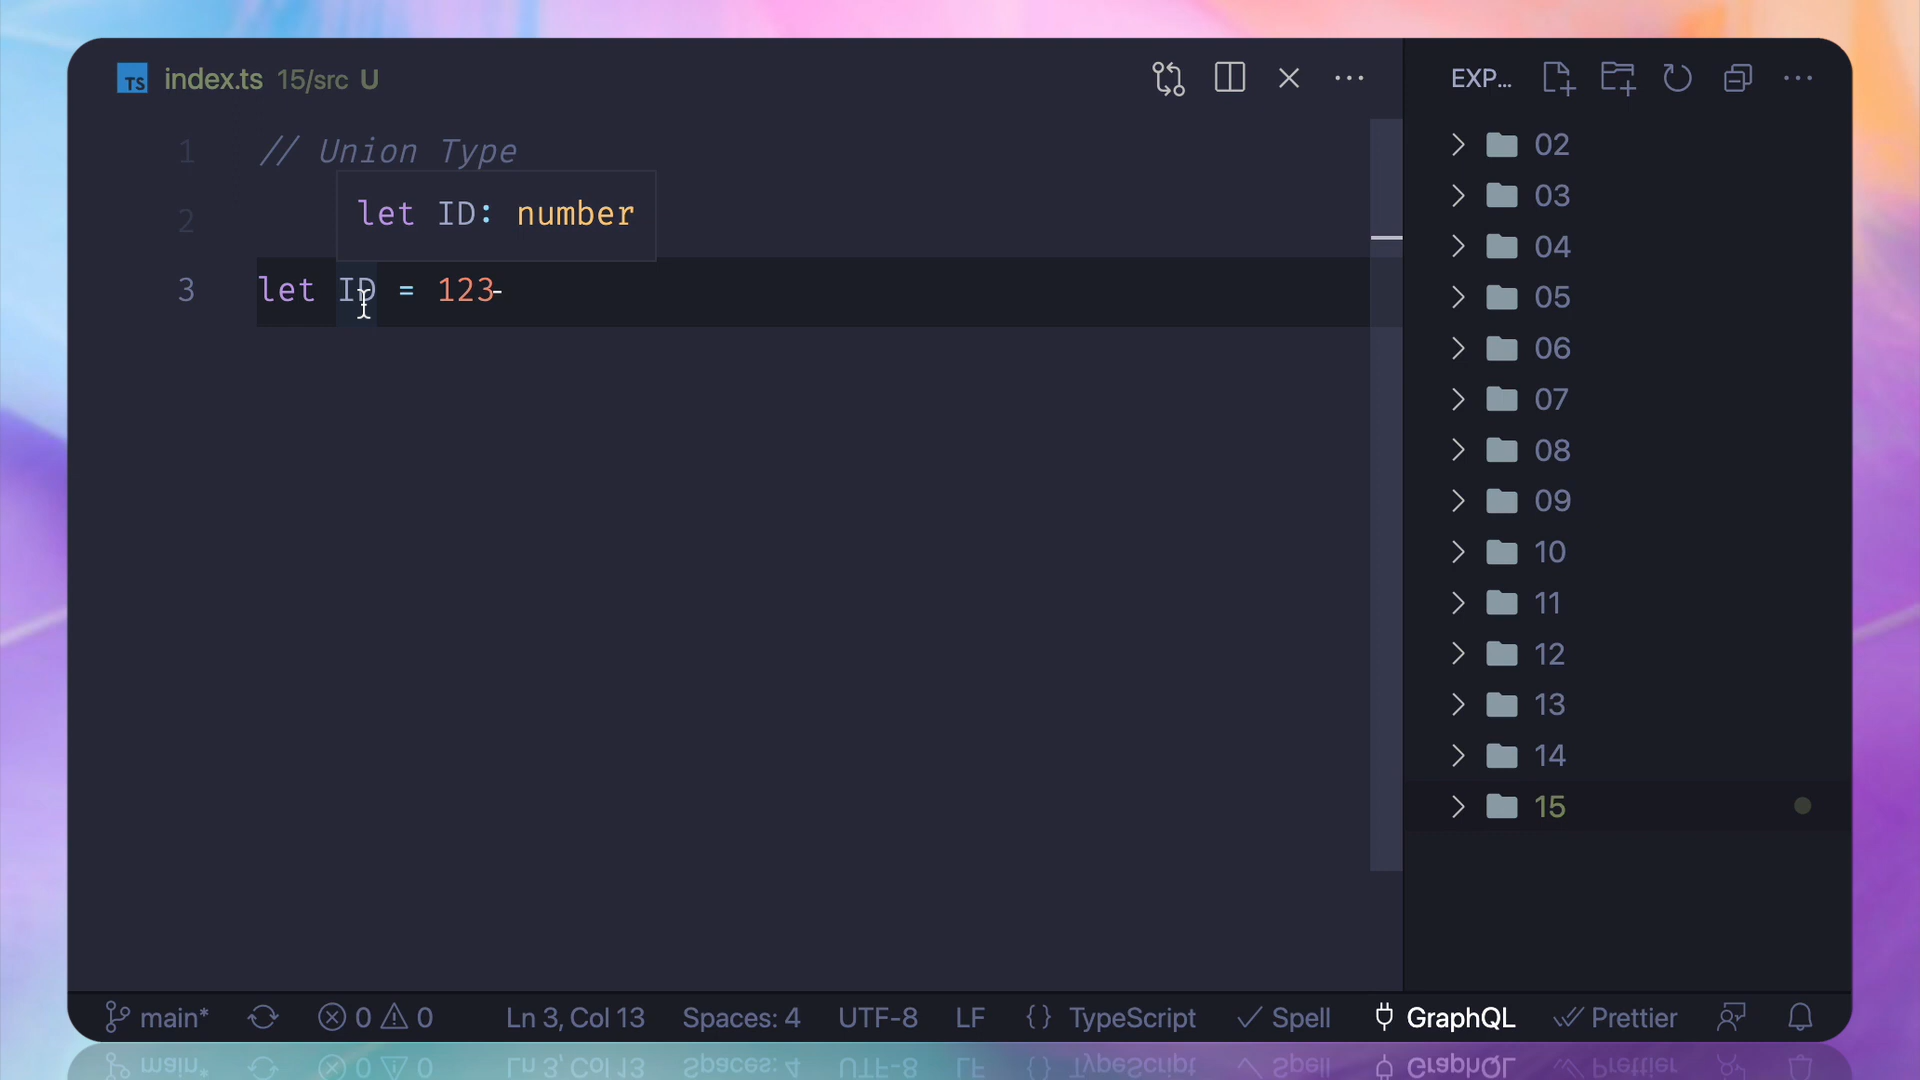 TS index.ts 15/src U
EXP...
1 // Union Type
let ID: number
2
3 let ID = 123
02
03
04
05
06
07
08
09
10
11
12
13
14
15
main* 0 0 Ln 3, Col 13 Spaces: 4 UTF-8 LF {} TypeScript Spell GraphQL Prettier